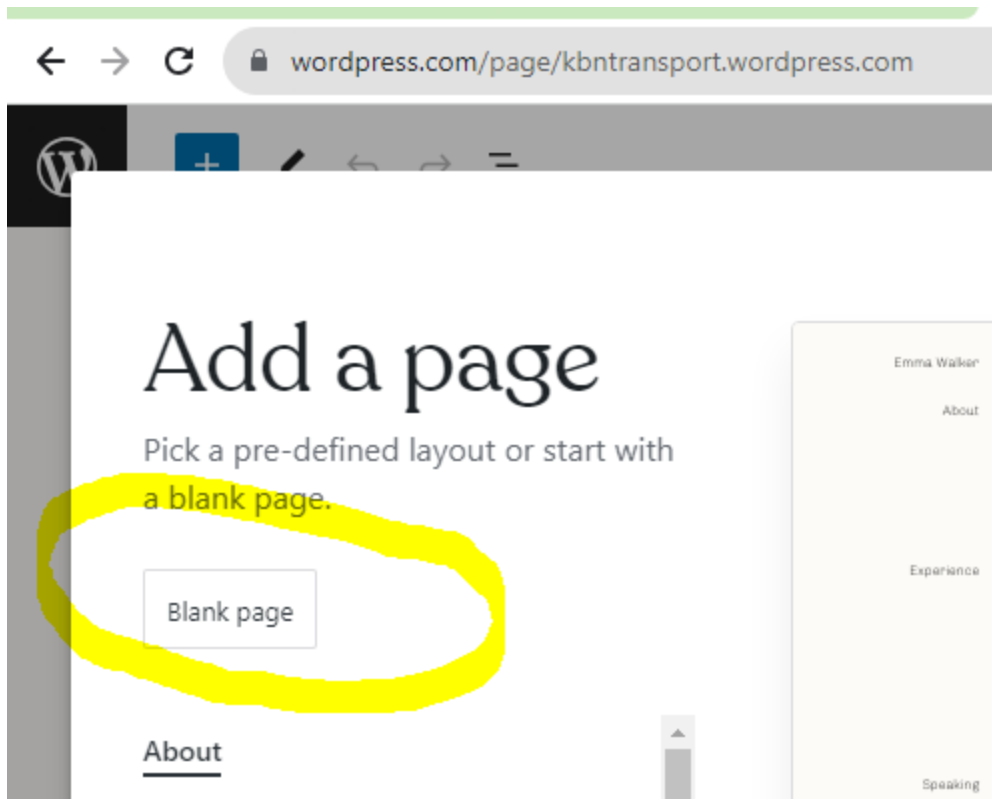 wordpress.com/page/kbntransport.wordpress.com
Add a page
Pick a pre-defined layout or start with
a blank page.
Blank page
About
Emma Walker
About
Experience
Speaking